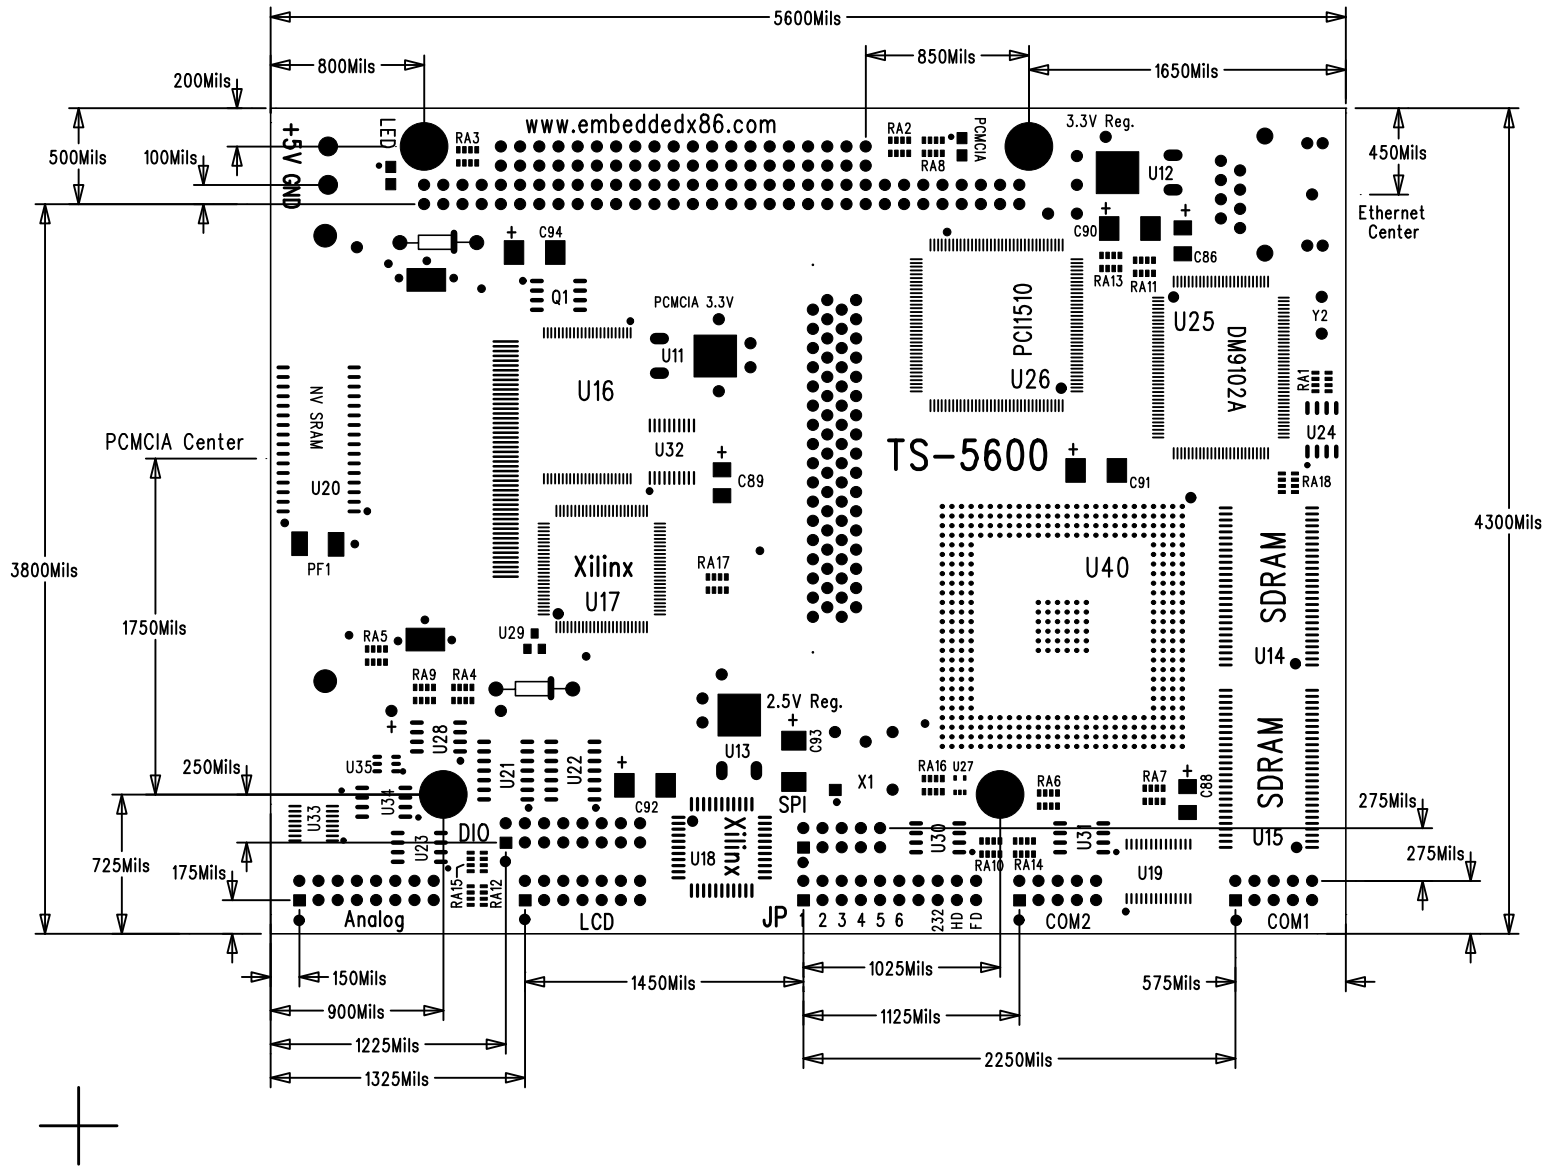 5600Mils
850Mils
800Mils
1650Mils
200Mils
500Mils
100Mils
450Mils
Ethernet
Center
+5V
GND
LED
RA3
www.embeddedx86.com
RA2
RA8
PCMCIA
3.3V Reg.
U12
+
C94
+
C90
+
C86
RA13
RA11
Q1
PCMCIA 3.3V
PCI1510
U26
U25
DM9102A
Y2
U11
U16
RA1
NV SRAM
U20
U32
U24
PCMCIA Center
TS-5600
+
C89
+
C91
RA18
4300Mils
3800Mils
PF1
Xilinx
U17
RA17
U40
SDRAM
U14
1750Mils
RA5
U29
RA9
RA4
2.5V Reg.
+
+
C93
U28
U13
SDRAM
U15
250Mils
U35
U21
U22
+
C92
X1
SPI
RA16
U27
RA6
RA7
+
C88
275Mils
U33
U34
U23
DIO
U18
Xilinx
U30
RA10
RA14
U31
725Mils
175Mils
RA15
RA12
U19
275Mils
Analog
LCD
JP 1 2 3 4 5 6 232 HD FD
COM2
COM1
150Mils
1450Mils
1025Mils
575Mils
900Mils
1125Mils
1225Mils
2250Mils
1325Mils